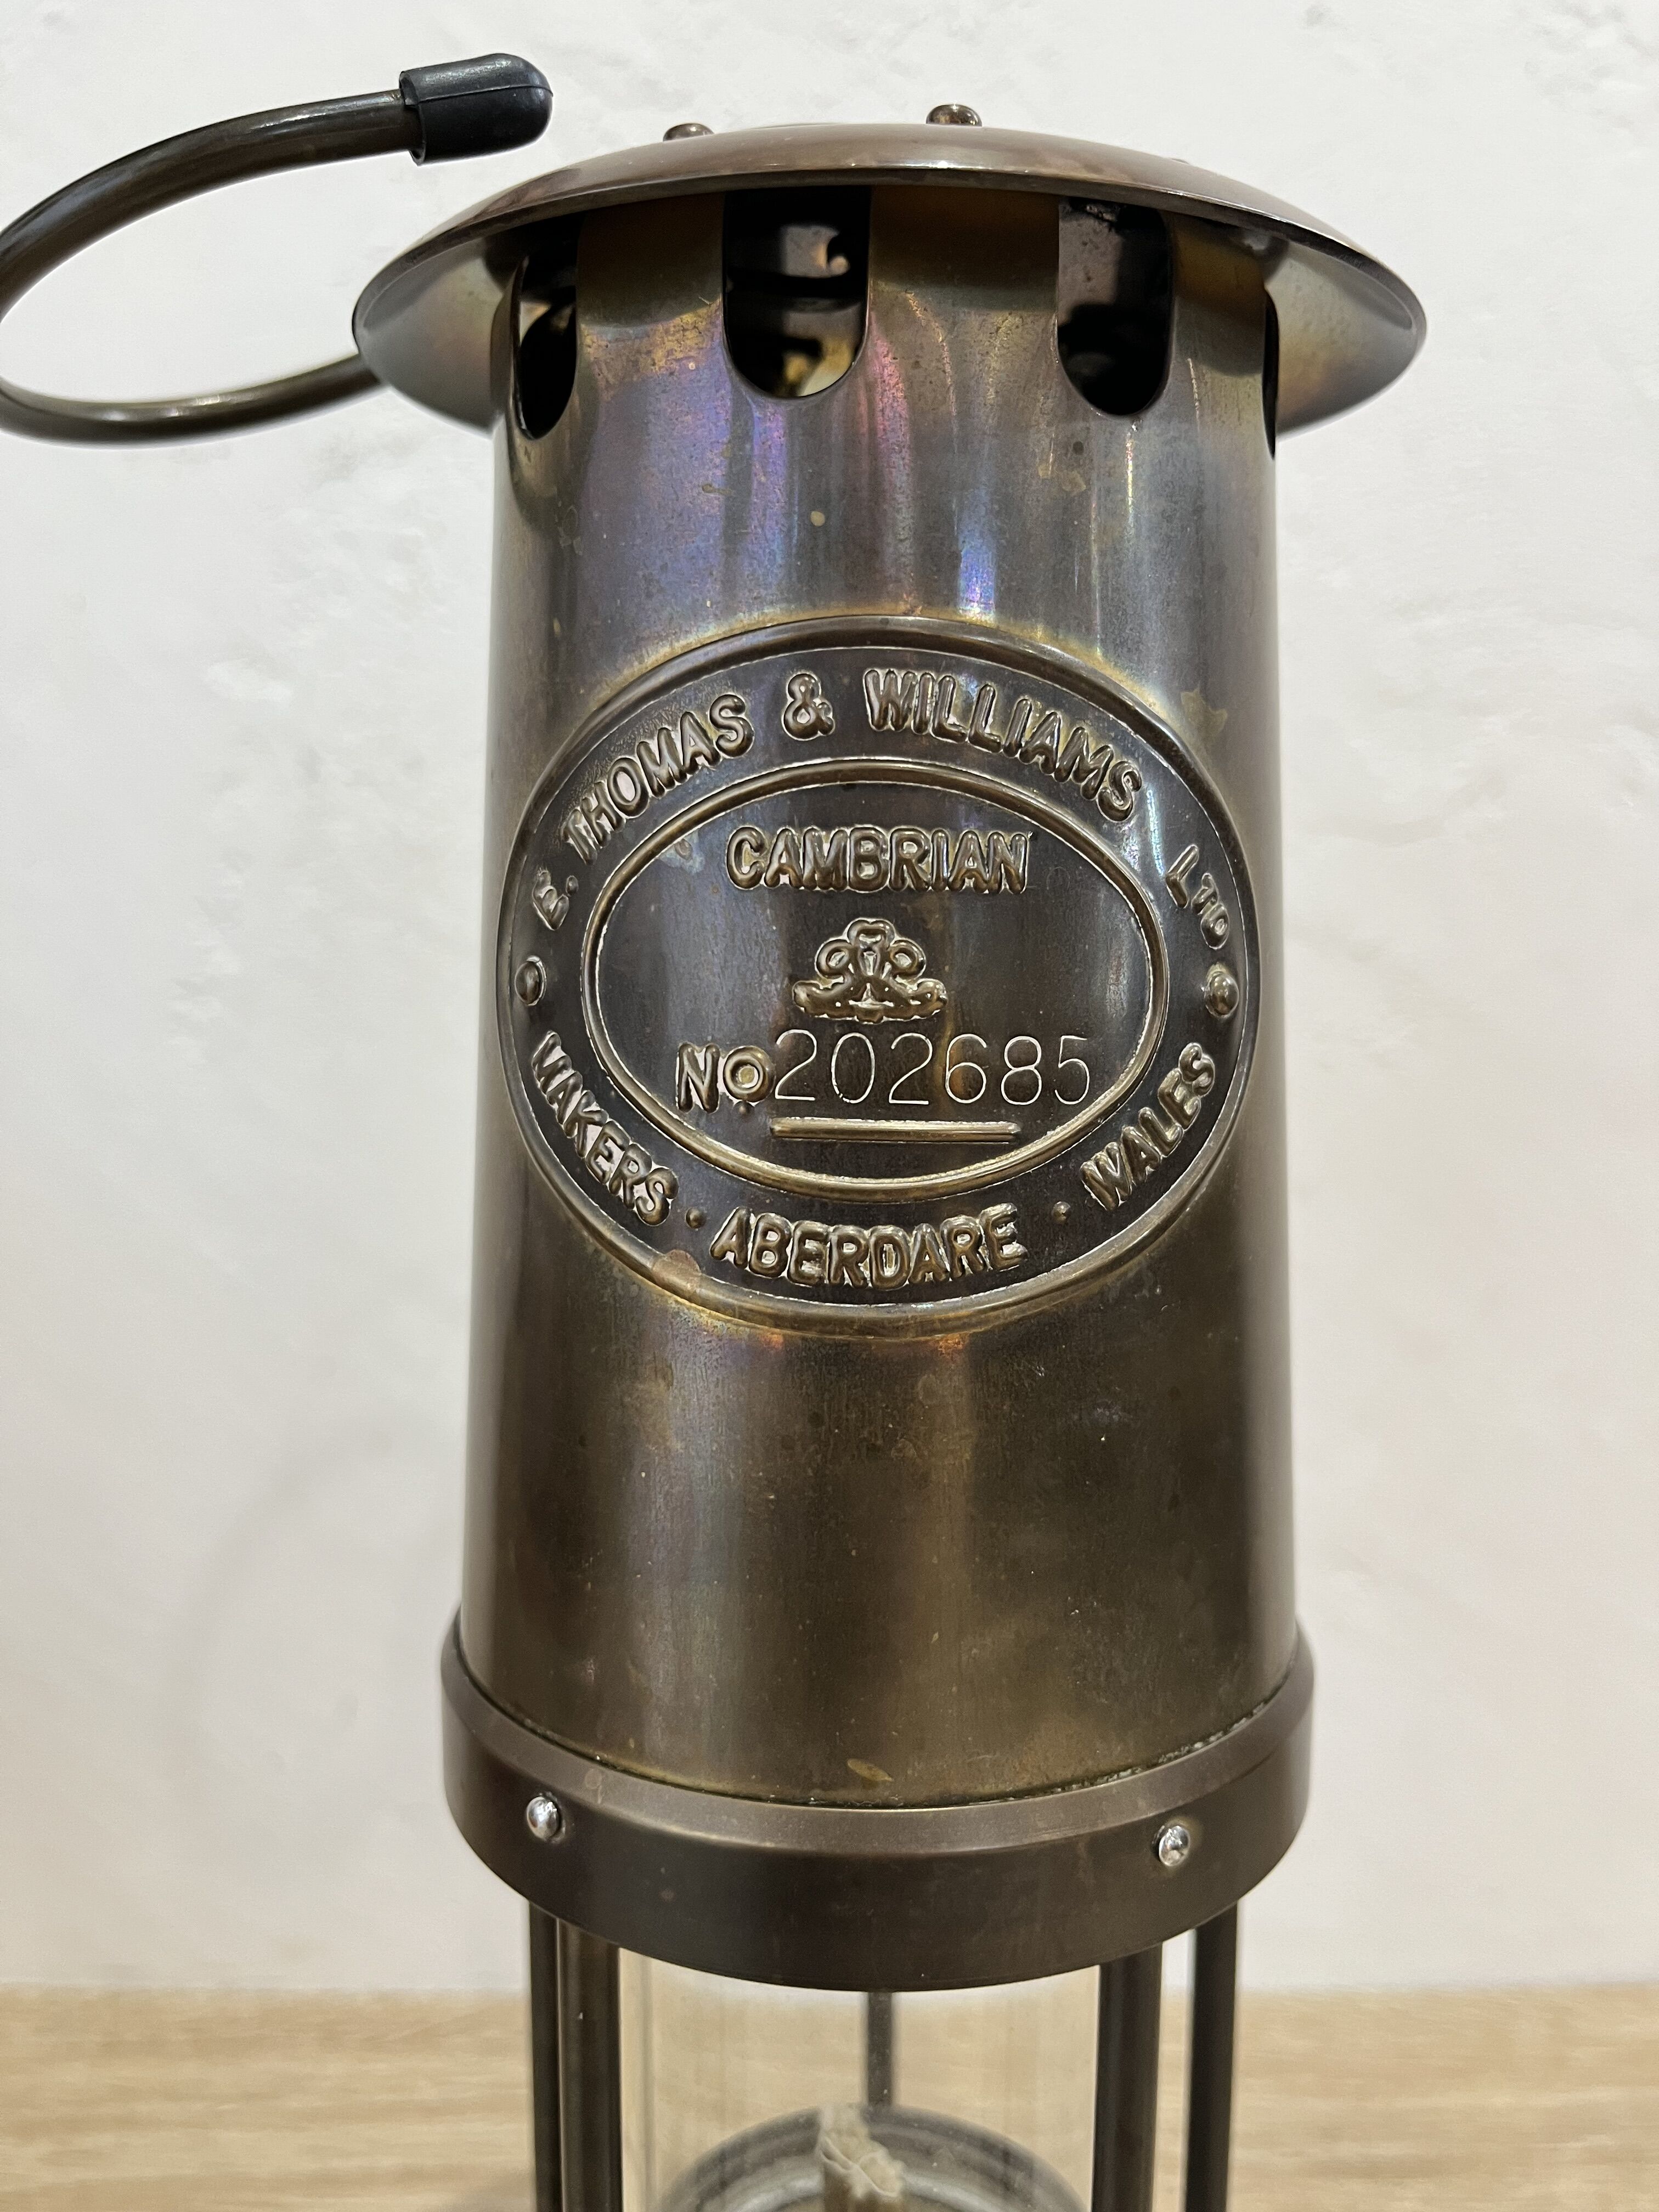 E. THOMAS & WILLIAMS LTD
CAMBRIAN
No 202685
MAKERS · ABERDARE · WALES